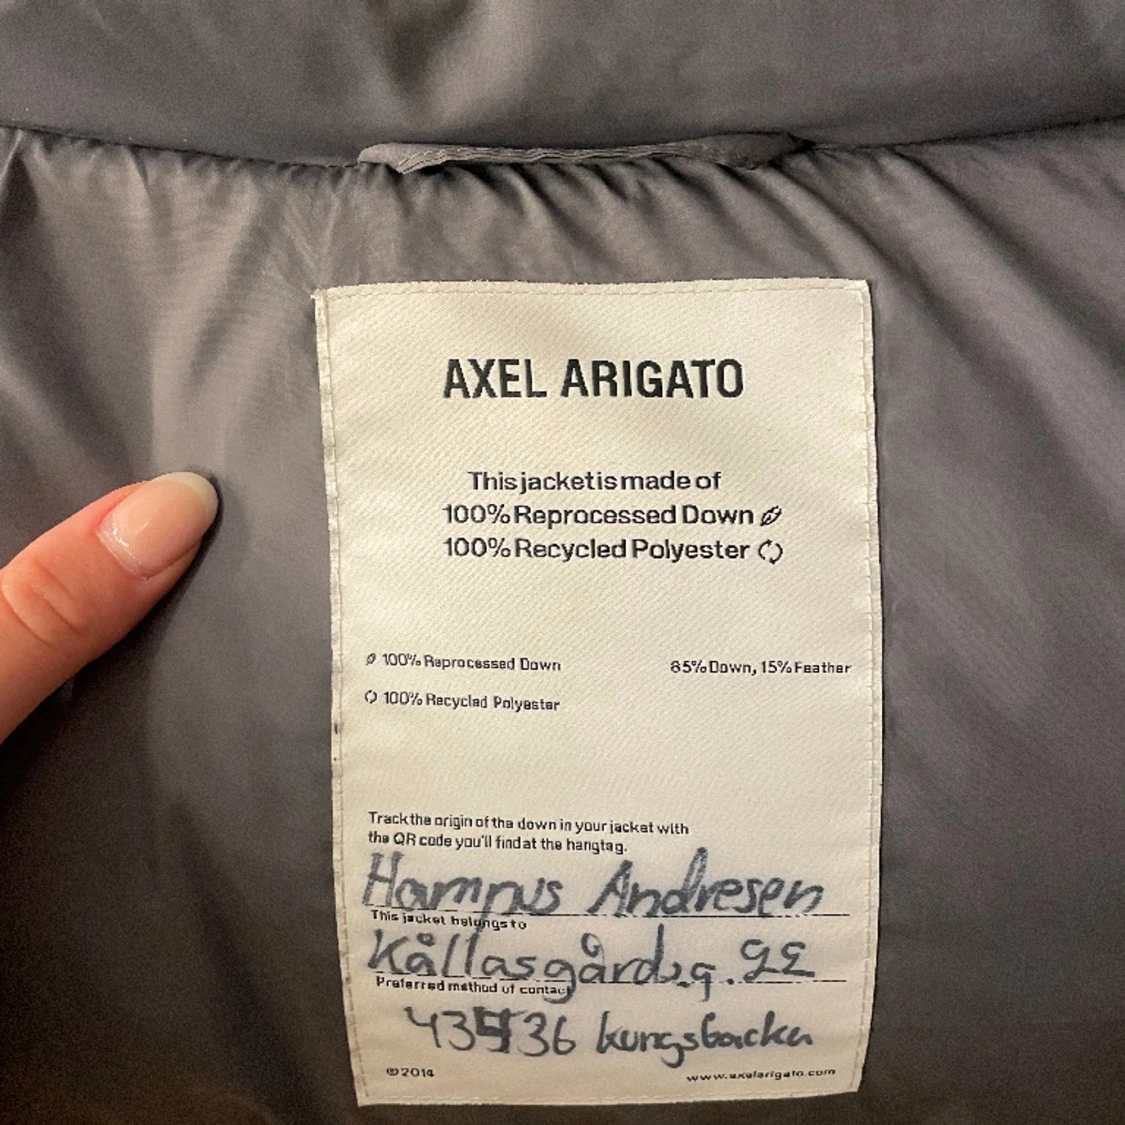 AXEL ARIGATO
This jacket is made of
100% Reprocessed Down
100% Recycled Polyester
100% Reprocessed Down 85% Down, 15% Feather
100% Recycled Polyester
Track the origin of the down in your jacket with
the QR code you'll find at the hangtag.
Hampus Andresen
This jacket belongs to
Kållasgårdsg.
Preferred method of contact
Kungsbacka
©2014 www.axelarigato.com